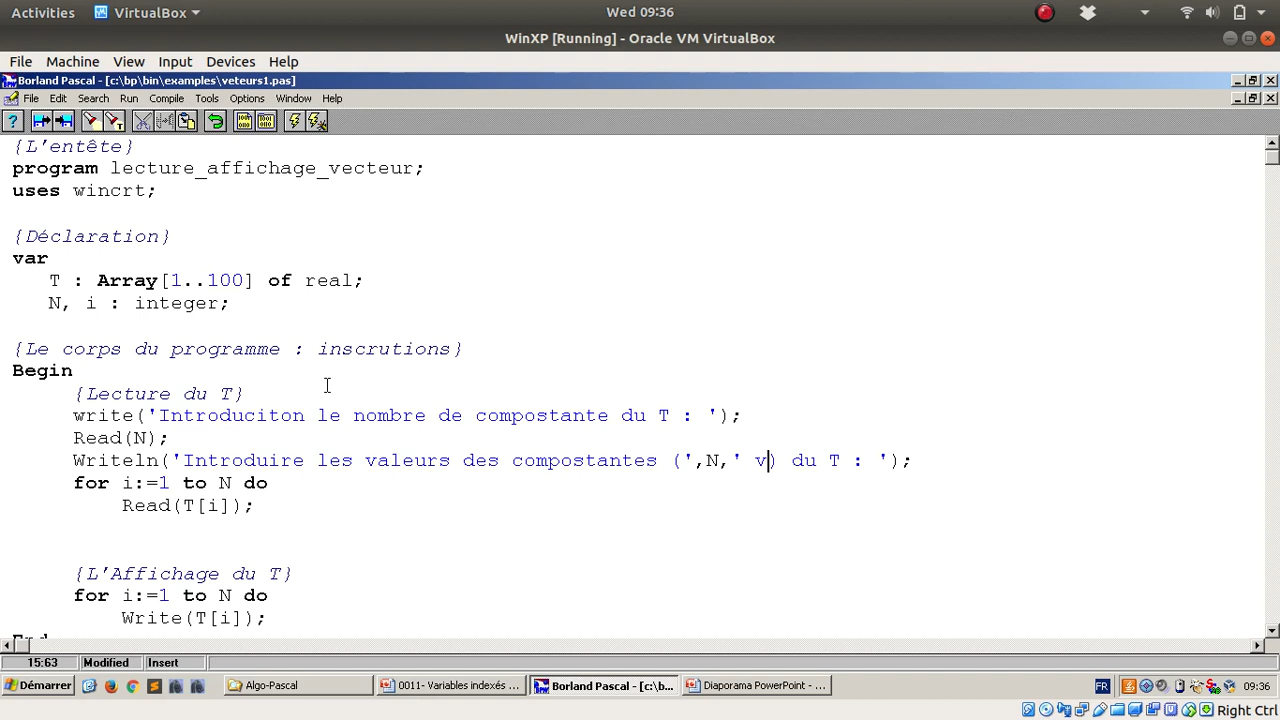 Activities VirtualBox Wed 09:36
WinXP [Running] - Oracle VM VirtualBox
File Machine View Input Devices Help
Borland Pascal - [c:\bp\bin\examples\veteurs1.pas]
File Edit Search Run Compile Tools Options Window Help
{L'entête}
program lecture_affichage_vecteur;
uses wincrt;
{Déclaration}
var
T : Array[1..100] of real;
N, i : integer;
{Le corps du programme : inscrutions}
Begin
{Lecture du T}
write('Introduciton le nombre de compostante du T : ');
Read(N);
Writeln('Introduire les valeurs des compostantes (',N,' v) du T : ');
for i:=1 to N do
Read(T[i]);
{L'Affichage du T}
for i:=1 to N do
Write(T[i]);
End
15:63 Modified Insert
Démarrer Algo-Pascal 0011- Variables indexés ... Borland Pascal - [c:\b... Diaporama PowerPoint - ... FR 09:36
Right Ctrl